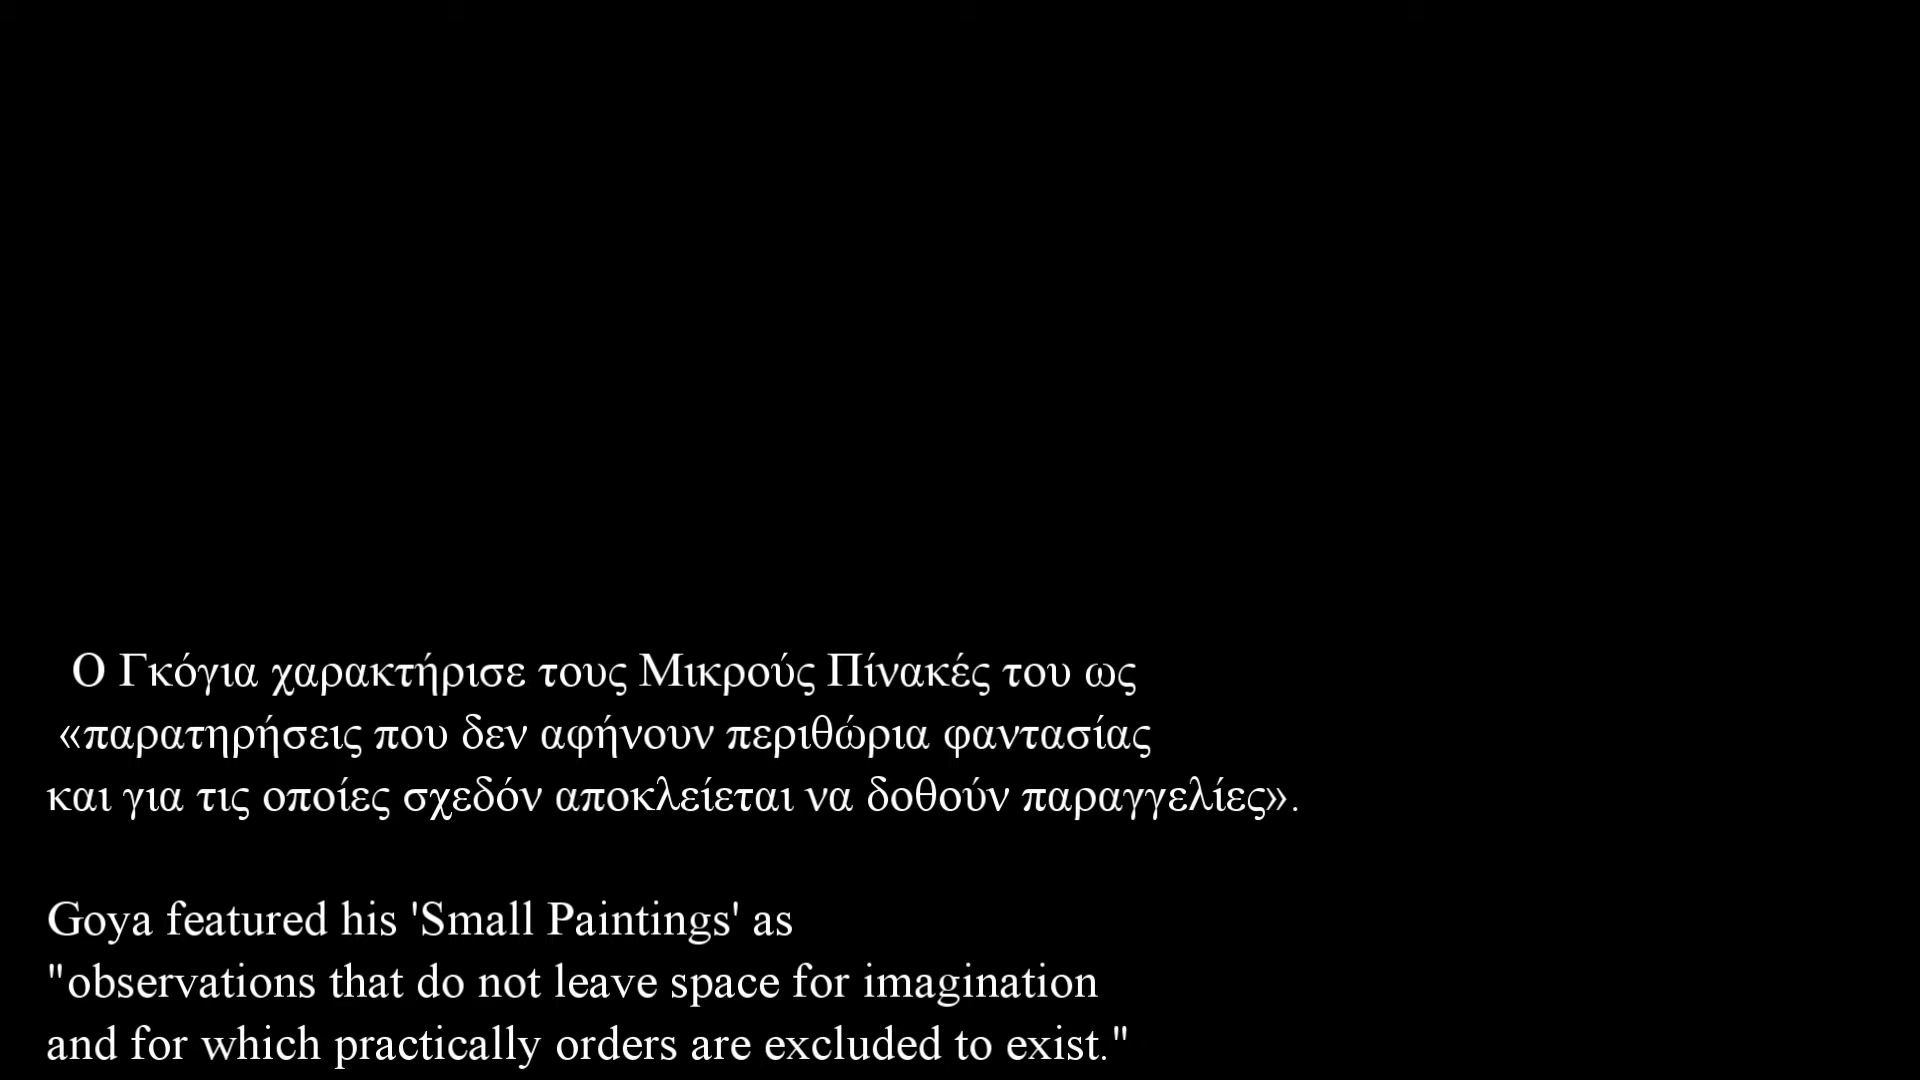 Ο Γκόγια χαρακτήρισε τους Μικρούς Πίνακές του ως
«παρατηρήσεις που δεν αφήνουν περιθώρια φαντασίας
και για τις οποίες σχεδόν αποκλείεται να δοθούν παραγγελίες».
Goya featured his 'Small Paintings' as
"observations that do not leave space for imagination
and for which practically orders are excluded to exist."